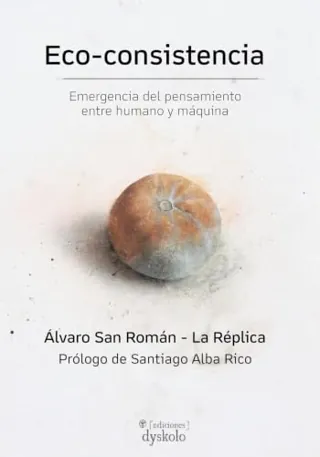 Eco-consistencia
Emergencia del pensamiento
entre humano y máquina
Álvaro San Román - La Réplica
Prólogo de Santiago Alba Rico
[ediciones]
dyskolo